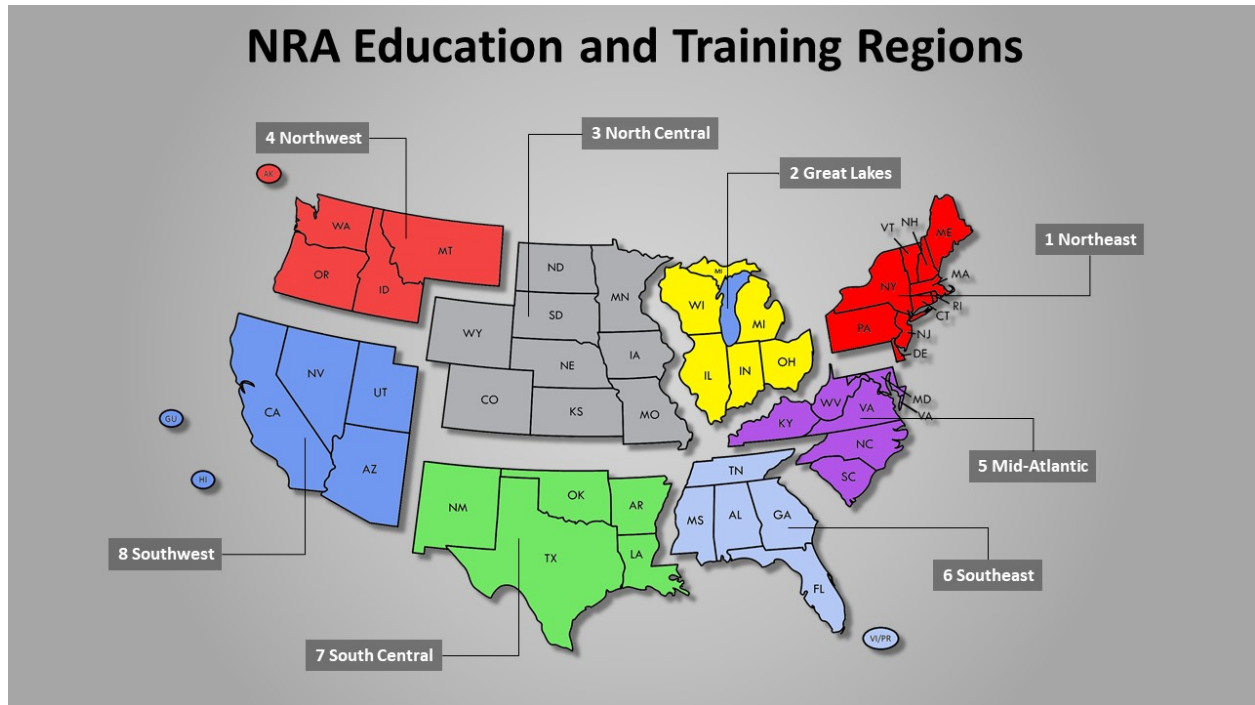 NRA Education and Training Regions
4 Northwest
3 North Central
2 Great Lakes
1 Northeast
AK
WA
OR
ID
MT
ND
SD
NE
KS
MN
IA
MO
WY
CO
WI
MI
MI
IL
IN
OH
VT
NH
ME
NY
MA
RI
CT
PA
NJ
DE
NV
UT
CA
AZ
GU
HI
WV
VA
MD
VA
KY
NC
SC
5 Mid-Atlantic
NM
OK
TX
AR
LA
TN
MS
AL
GA
FL
8 Southwest
6 Southeast
VI/PR
7 South Central